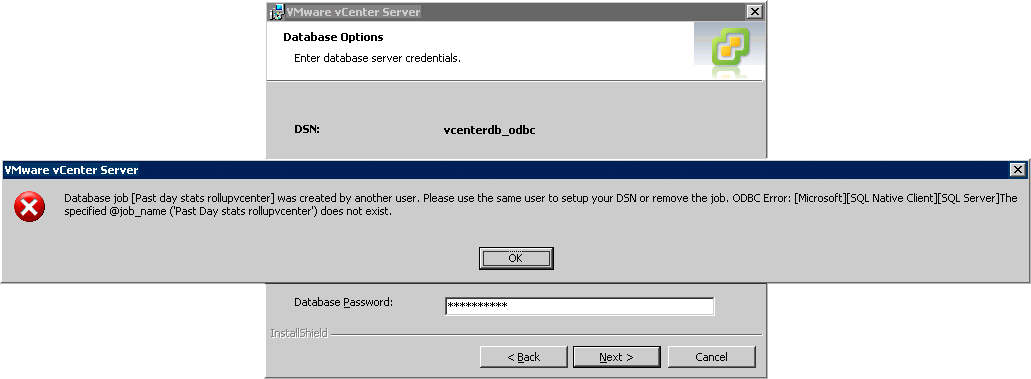 VMware vCenter Server
Database Options
Enter database server credentials.
DSN:
vcenterdb_odbc
VMware vCenter Server
Database job [Past day stats rollupvcenter] was created by another user. Please use the same user to setup your DSN or remove the job. ODBC Error: [Microsoft][SQL Native Client][SQL Server]The
specified @job_name ('Past Day stats rollupvcenter') does not exist.
OK
Database Password:
**********
InstallShield
< Back
Next >
Cancel